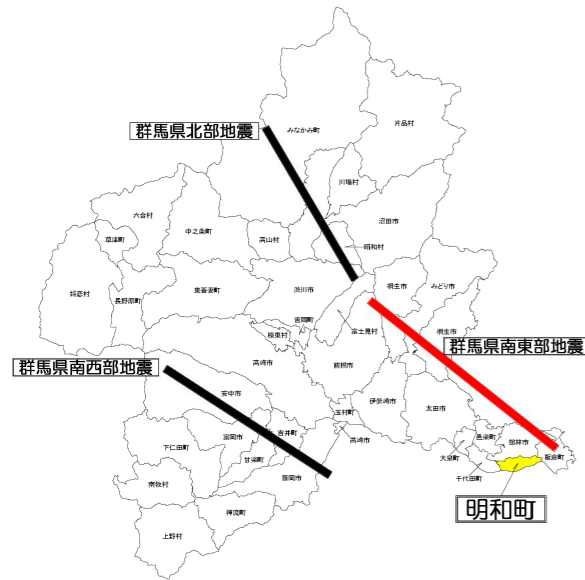 群馬県北部地震
みなかみ町
片品村
川場村
六合村
中之条町
高山村
沼田市
昭和村
草津町
嬬恋村
長野原町
東吾妻町
渋川市
桐生市
みどり市
吉岡町
富士見村
桐生市
榛東村
群馬県南東部地震
高崎市
前橋市
群馬県南西部地震
安中市
伊勢崎市
太田市
玉村町
高崎市
吉井町
富岡市
下仁田町
甘楽町
藤岡市
邑楽町
館林市
板倉町
大泉町
千代田町
南牧村
神流町
上野村
明和町